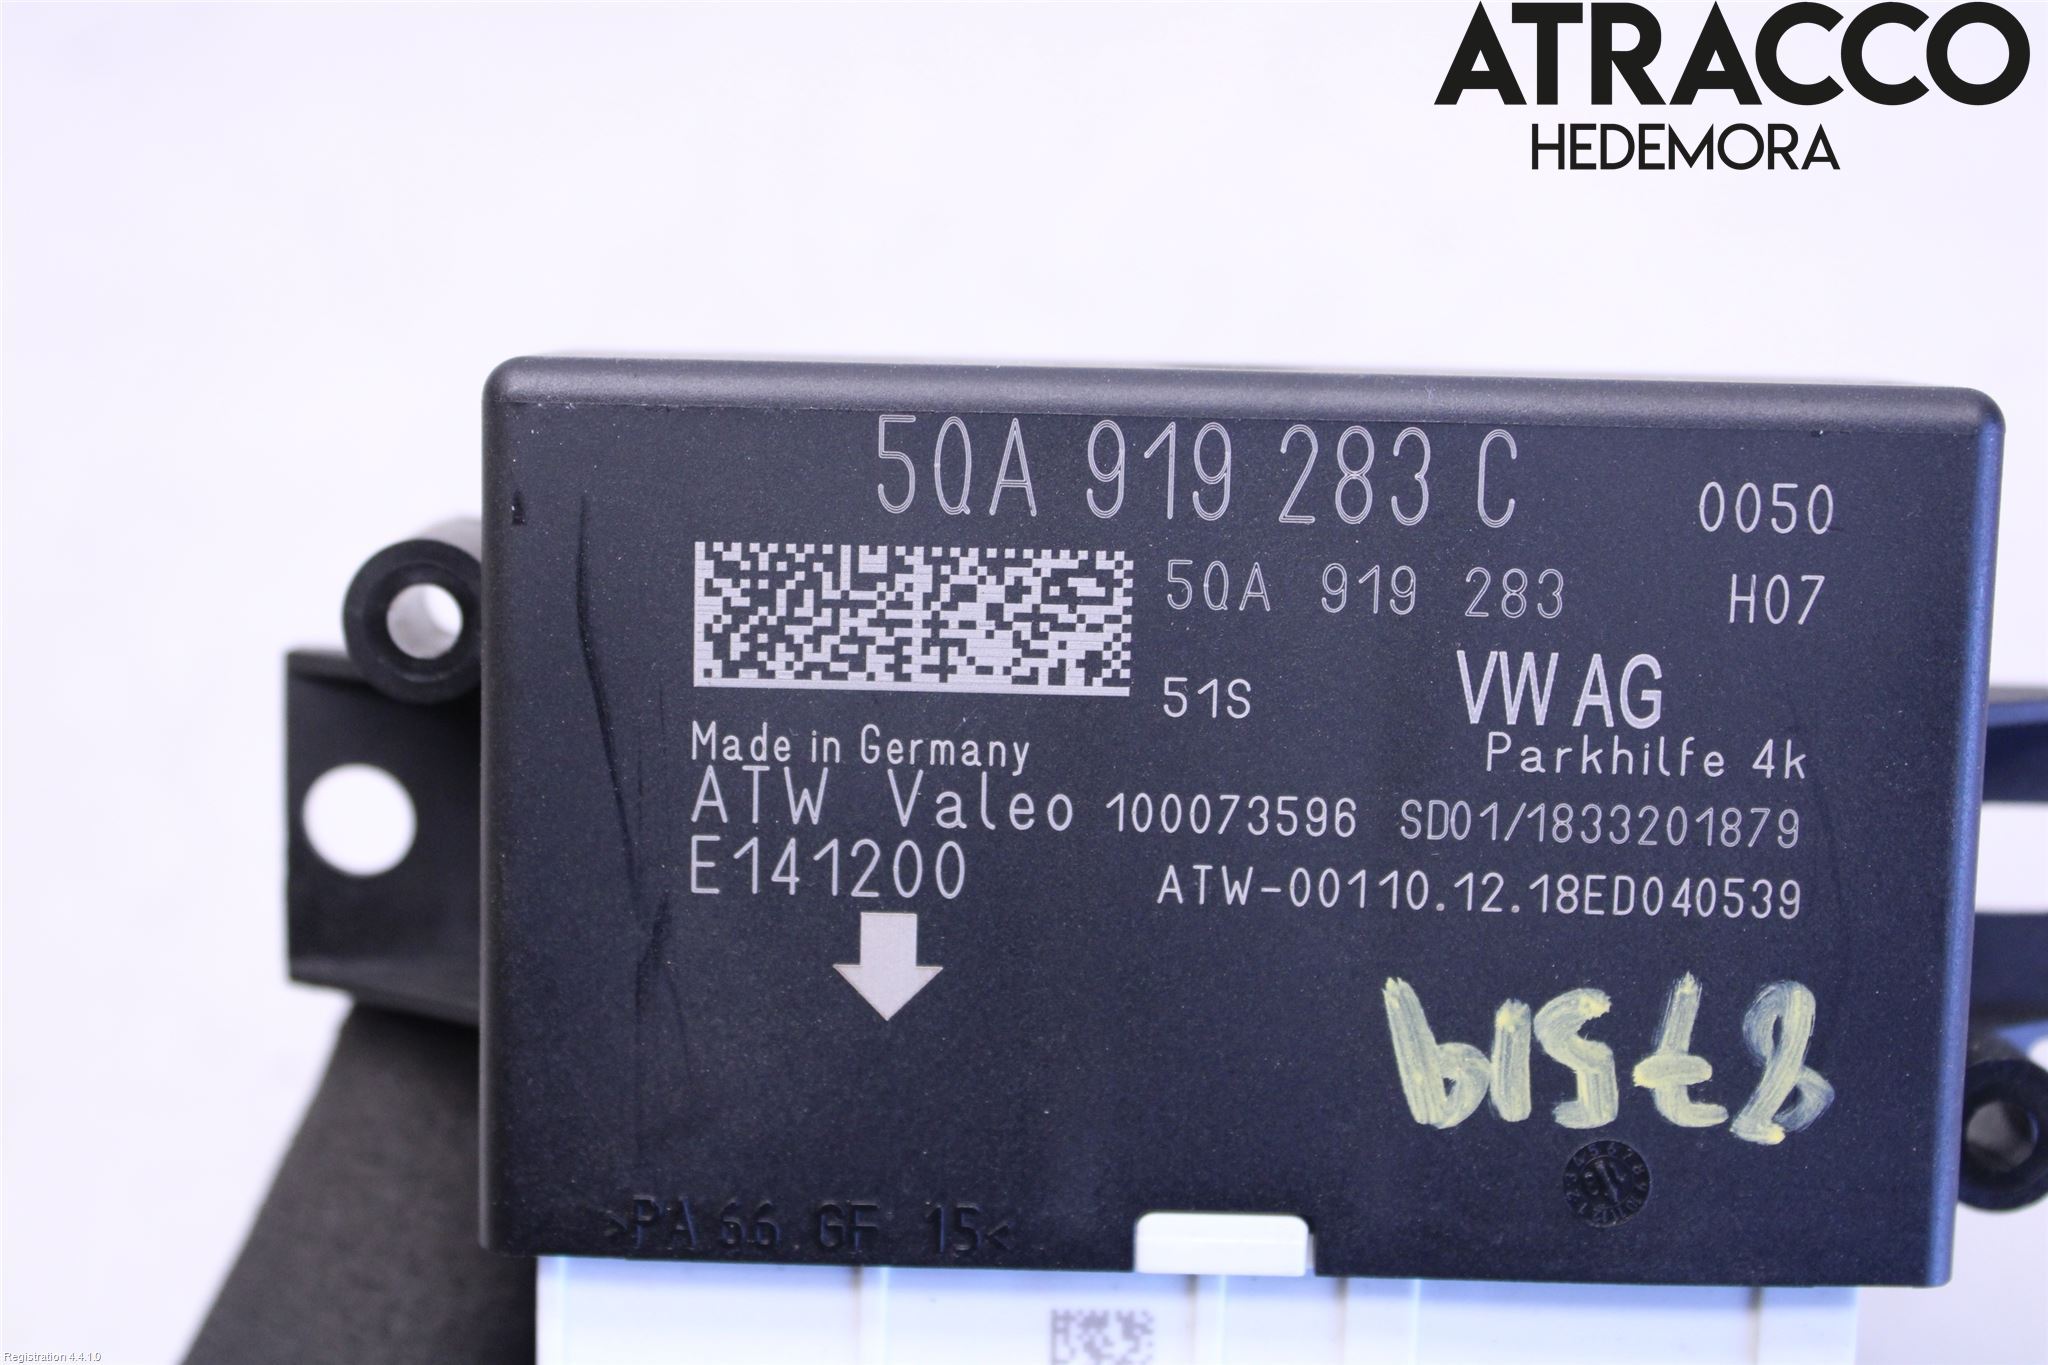 ATRACCO
HEDEMORA
5QA 919 283 C
0050
5QA 919 283
H07
51S
VW AG
Parkhilfe 4k
Made in Germany
ATW Valeo 100073596 SD01/1833201879
E141200
ATW-00110.12.18ED040539
>PA 66 GF 15<
Registration 4.4.1.0